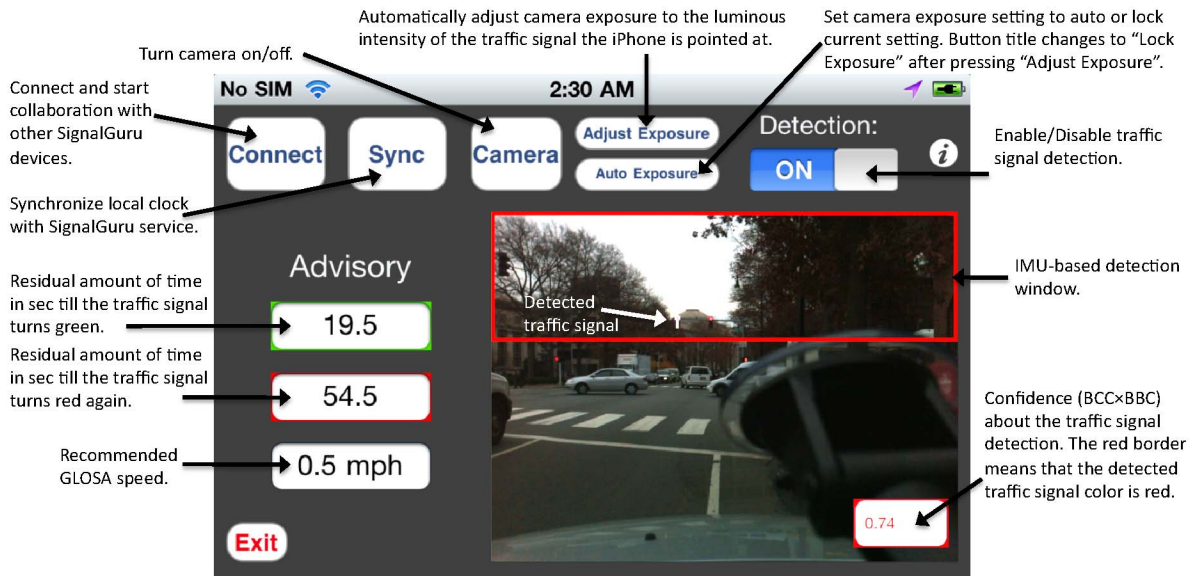 Automatically adjust camera exposure to the luminous
intensity of the traffic signal the iPhone is pointed at.
Set camera exposure setting to auto or lock
current setting. Button title changes to “Lock
Exposure” after pressing “Adjust Exposure”.
Turn camera on/off.
Connect and start
collaboration with
other SignalGuru
devices.
No SIM
2:30 AM
Connect
Sync
Camera
Adjust Exposure
Auto Exposure
Detection:
ON
i
Enable/Disable traffic
signal detection.
Synchronize local clock
with SignalGuru service.
Advisory
Residual amount of time
in sec till the traffic signal
turns green.
19.5
Residual amount of time
in sec till the traffic signal
turns red again.
54.5
Recommended
GLOSA speed.
0.5 mph
Exit
Detected
traffic signal
IMU-based detection
window.
Confidence (BCC×BBC)
about the traffic signal
detection. The red border
means that the detected
traffic signal color is red.
0.74